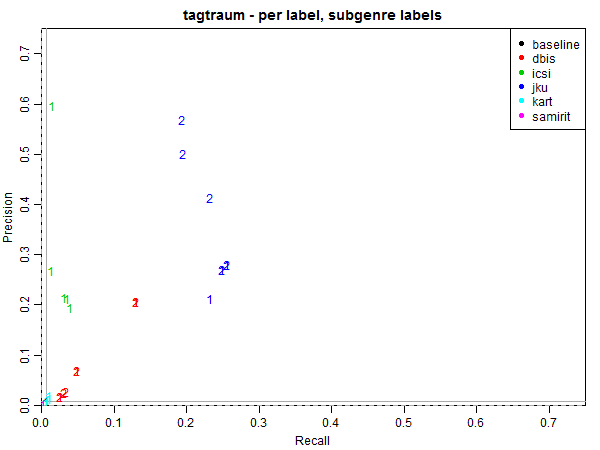 tagtraum - per label, subgenre labels
baseline
dbis
icsi
jku
kart
samirit
Precision
0.7
0.6
0.5
0.4
0.3
0.2
0.1
0.0
1
2
2
2
2
1
1
1
1
1
2
2
2
2
0.0 0.1 0.2 0.3 0.4 0.5 0.6 0.7
Recall